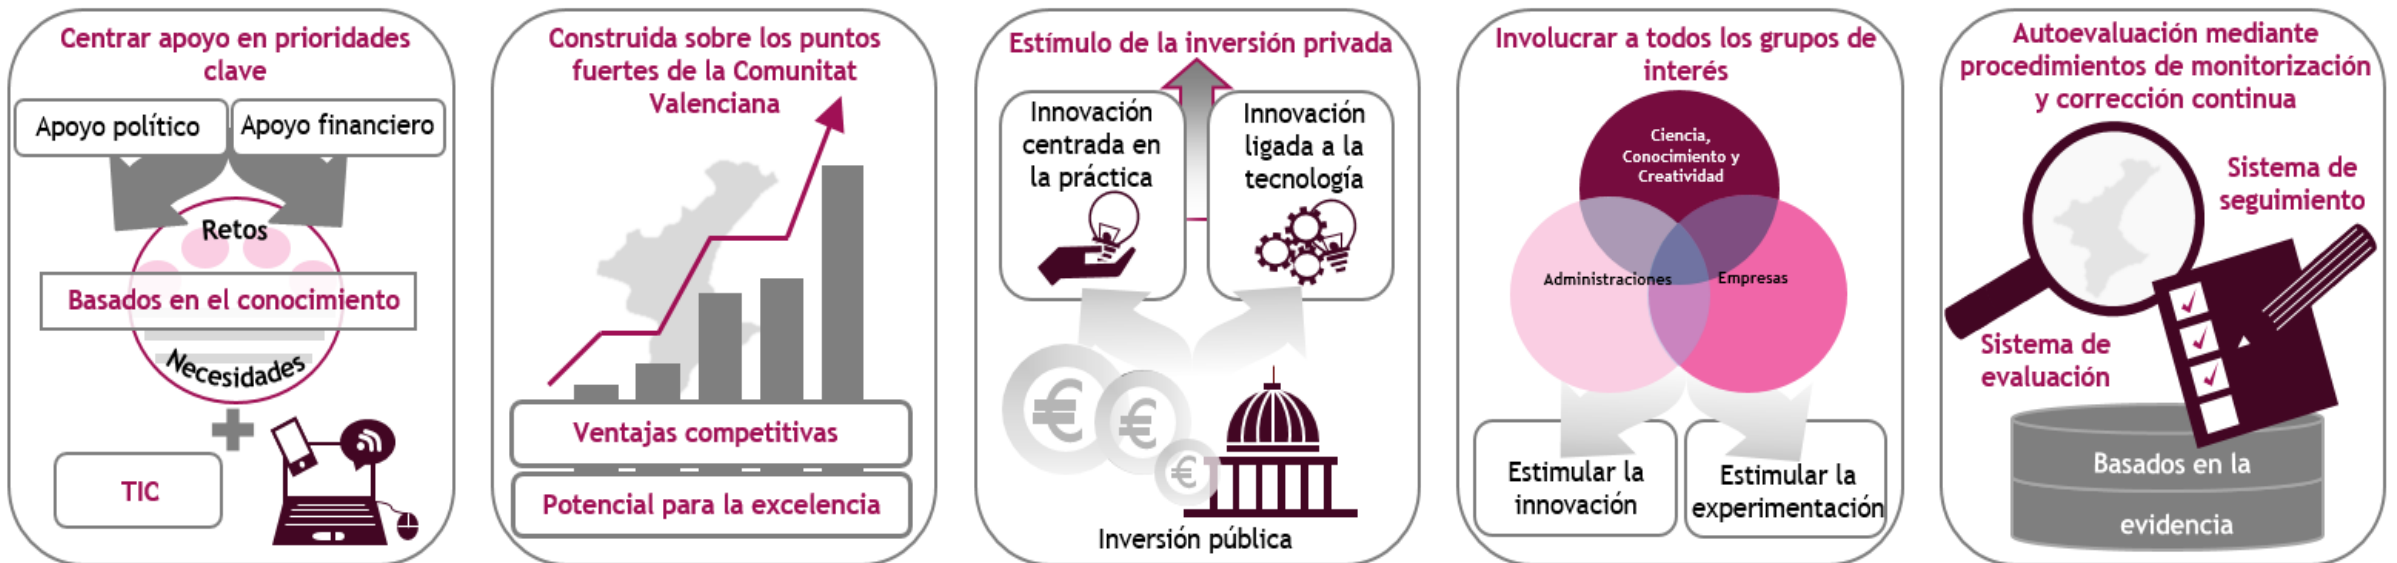 Centrar apoyo en prioridades
clave
Apoyo político
Apoyo financiero
Retos
Basados en el conocimiento
Necesidades
TIC
Construida sobre los puntos
fuertes de la Comunitat
Valenciana
Ventajas competitivas
Potencial para la excelencia
Estímulo de la inversión privada
Innovación
centrada en
la práctica
Innovación
ligada a la
tecnología
€
€
€
Inversión pública
Involucrar a todos los grupos de
interés
Ciencia,
Conocimiento y
Creatividad
Administraciones
Empresas
Estimular la
innovación
Estimular la
experimentación
Autoevaluación mediante
procedimientos de monitorización
y corrección continua
Sistema de
seguimiento
Sistema de
evaluación
Basados en la
evidencia